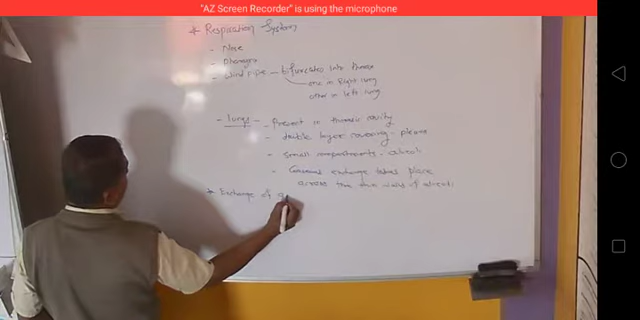 "AZ Screen Recorder" is using the microphone
* Respiration System
- Nose
- Pharynx
- Wind pipe - bifurcates into
one in Right lung
other in left lung
- Lungs - Present in thoracic cavity
- double layer covering - pleura
- Small compartments - alveoli
- Gaseous exchange takes place
across the walls of alveoli
* Exchange of